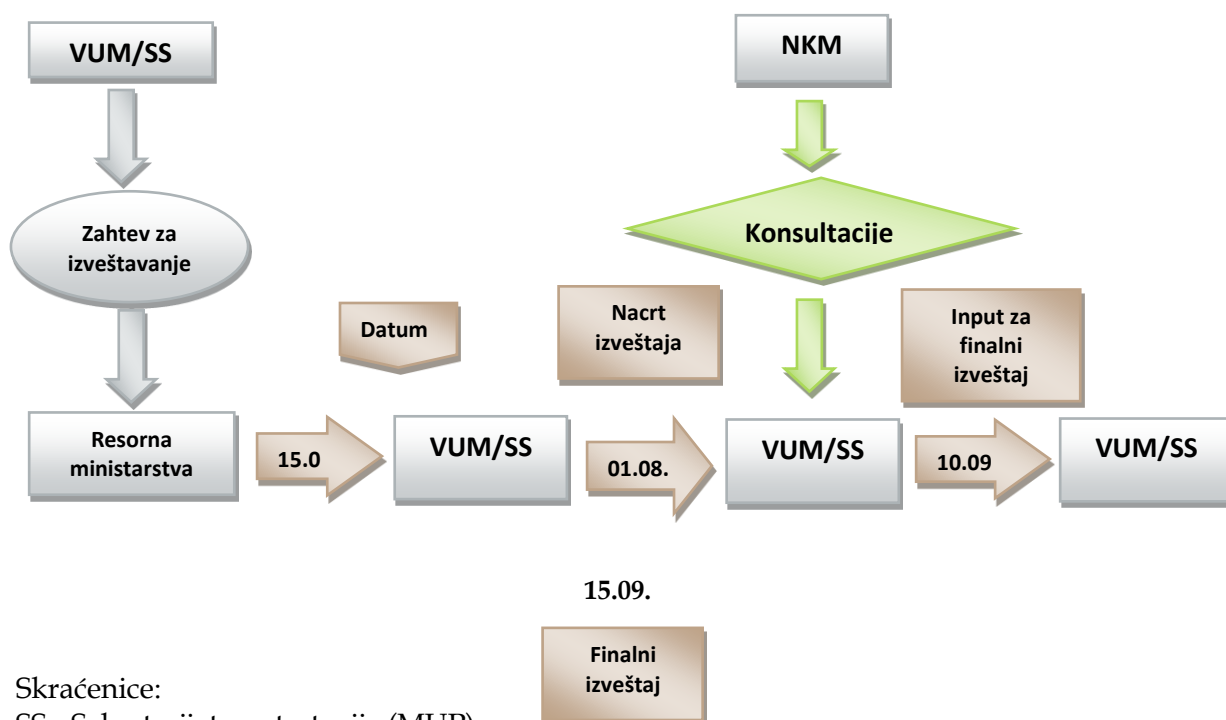 VUM/SS
NKM
Zahtev za
izveštavanje
Konsultacije
Datum
Nacrt
izveštaja
Input za
finalni
izveštaj
Resorna
ministarstva
15.0
VUM/SS
01.08.
VUM/SS
10.09
VUM/SS
15.09.
Finalni
izveštaj
Skraćenice: